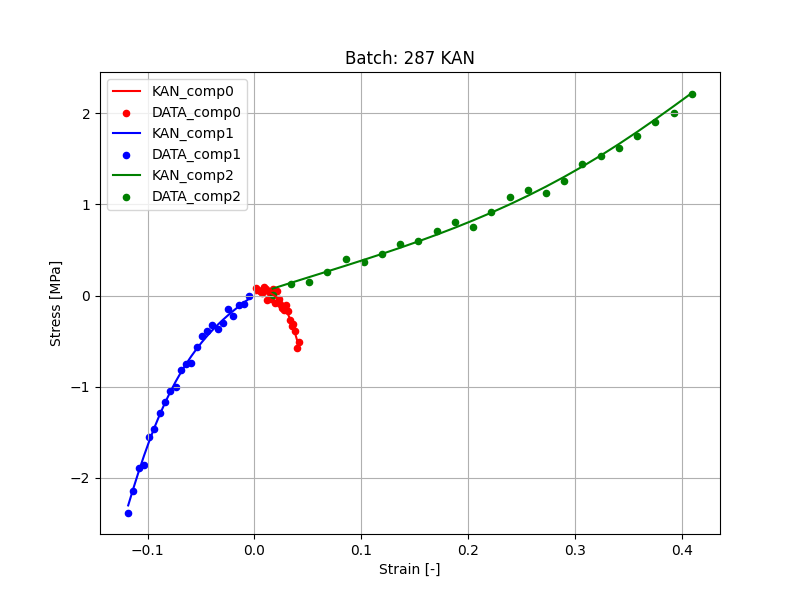 Batch: 287 KAN
KAN_comp0
DATA_comp0
KAN_comp1
DATA_comp1
KAN_comp2
DATA_comp2
Stress [MPa]
2
1
0
−1
−2
−0.1
0.0
0.1
0.2
0.3
0.4
Strain [-]